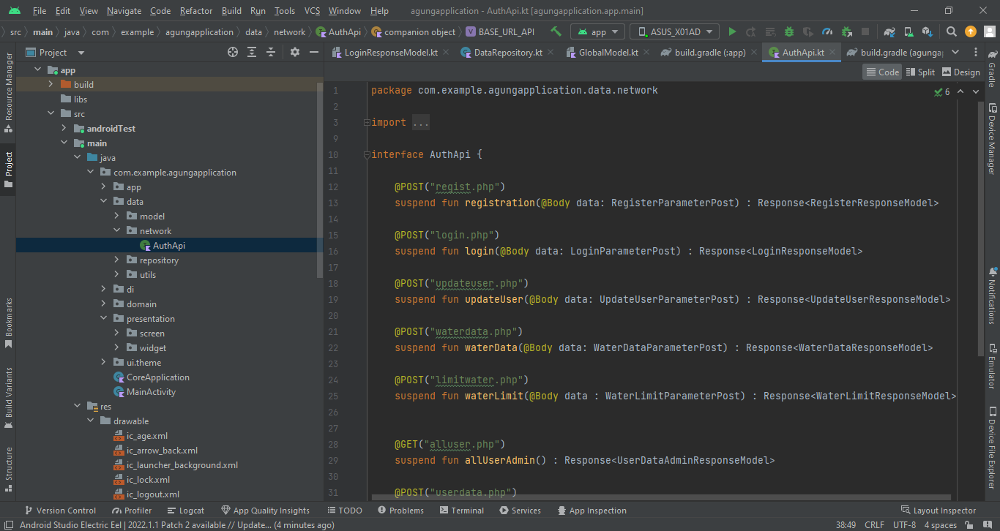 File Edit View Navigate Code Refactor Build Run Tools VCS Window Help agungapplication - AuthApi.kt [agungapplication.app.main]
src main java com example agungapplication data network AuthApi companion object BASE_URL_API app ASUS_X01AD
Project LoginResponseModel.kt DataRepository.kt GlobalModel.kt build.gradle (:app) AuthApi.kt build.gradle (agunga
Code Split Design
Resource Manager
Project
Bookmarks
Build Variants
Structure
app
build
libs
src
androidTest
main
java
com.example.agungapplication
app
data
model
network
AuthApi
repository
utils
di
domain
presentation
screen
widget
ui.theme
CoreApplication
MainActivity
res
drawable
ic_age.xml
ic_arrow_back.xml
ic_launcher_background.xml
ic_lock.xml
ic_logout.xml
6
1 package com.example.agungapplication.data.network
2
3 import ...
9
10 interface AuthApi {
11
12 @POST("regist.php")
13 suspend fun registration(@Body data: RegisterParameterPost) : Response<RegisterResponseModel>
14
15 @POST("login.php")
16 suspend fun login(@Body data: LoginParameterPost) : Response<LoginResponseModel>
17
18 @POST("updateuser.php")
19 suspend fun updateUser(@Body data: UpdateUserParameterPost) : Response<UpdateUserResponseModel>
20
21 @POST("waterdata.php")
22 suspend fun waterData(@Body data: WaterDataParameterPost) : Response<WaterDataResponseModel>
23
24 @POST("limitwater.php")
25 suspend fun waterLimit(@Body data : WaterLimitParameterPost) : Response<WaterLimitResponseModel>
26
27
28 @GET("alluser.php")
29 suspend fun allUserAdmin() : Response<UserDataAdminResponseModel>
30
31 @POST("userdata.php")
Gradle
Device Manager
Notifications
Emulator
Device File Explorer
Version Control Profiler Logcat App Quality Insights TODO Problems Terminal Services App Inspection Layout Inspector
Android Studio Electric Eel | 2022.1.1 Patch 2 available // Update... (4 minutes ago) 38:49 CRLF UTF-8 4 spaces